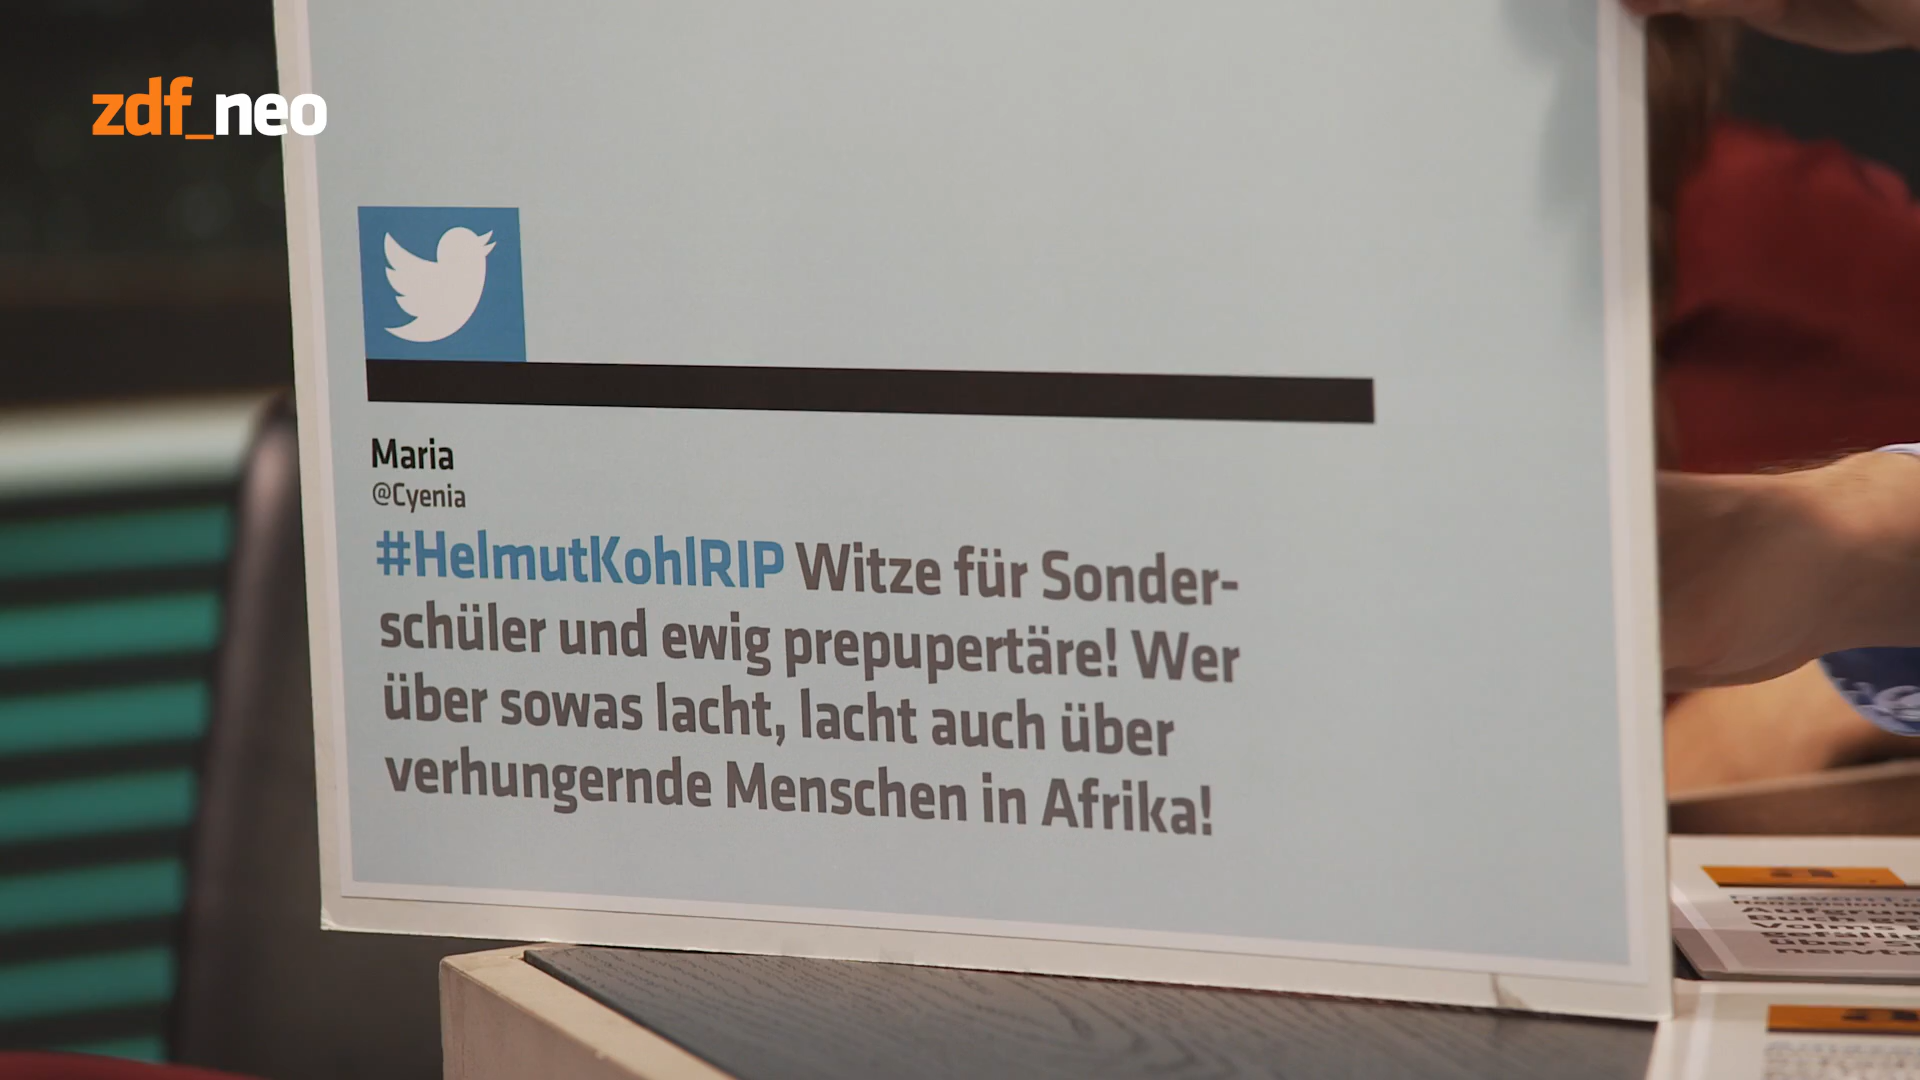 zdf_neo
Maria
@Cyenia
#HelmutKohlRIP Witze für Sonder-
schüler und ewig prepupertäre! Wer
über sowas lacht, lacht auch über
verhungernde Menschen in Afrika!